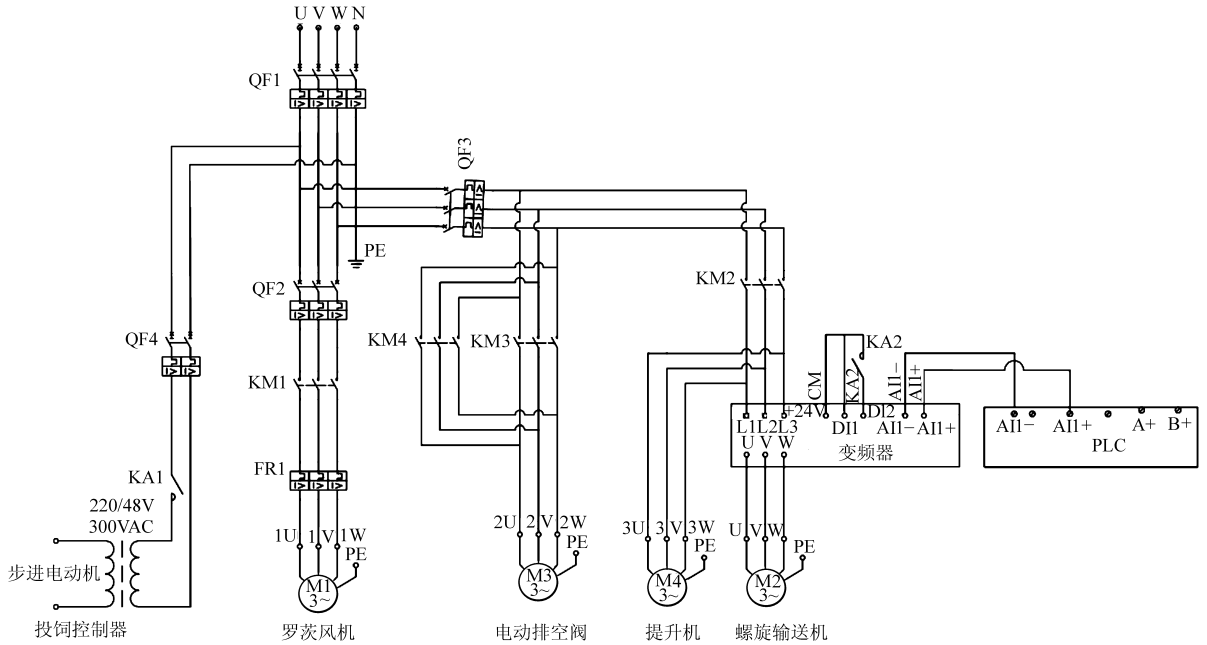 U V W N
QF1
QF3
PE
QF2
KM2
QF4
KM4
KM3
KA2
KM1
CM
KA2
AI1−
AI1+
+24V
DI2
L1 L2 L3
DI1
AI1− AI1+
U V W
变频器
AI1−
AI1+
A+
B+
PLC
FR1
KA1
220/48V
300VAC
1U 1V 1W
PE
2U 2V 2W
PE
3U 3V 3W
PE
U V W
PE
步进电动机
M1
3~
M3
3~
M4
3~
M2
3~
投饲控制器
罗茨风机
电动排空阀
提升机
螺旋输送机